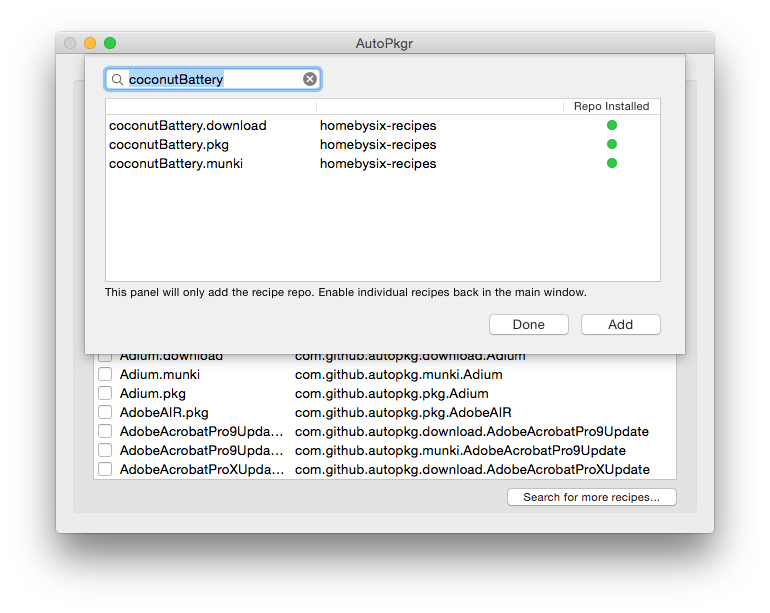 AutoPkgr
coconutBattery
Repo Installed
coconutBattery.download homebysix-recipes
coconutBattery.pkg homebysix-recipes
coconutBattery.munki homebysix-recipes
This panel will only add the recipe repo. Enable individual recipes back in the main window.
Done Add
Adium.download com.github.autopkg.download.Adium
Adium.munki com.github.autopkg.munki.Adium
Adium.pkg com.github.autopkg.pkg.Adium
AdobeAIR.pkg com.github.autopkg.pkg.AdobeAIR
AdobeAcrobatPro9Upda... com.github.autopkg.download.AdobeAcrobatPro9Update
AdobeAcrobatPro9Upda... com.github.autopkg.munki.AdobeAcrobatPro9Update
AdobeAcrobatProXUpda... com.github.autopkg.download.AdobeAcrobatProXUpdate
Search for more recipes...